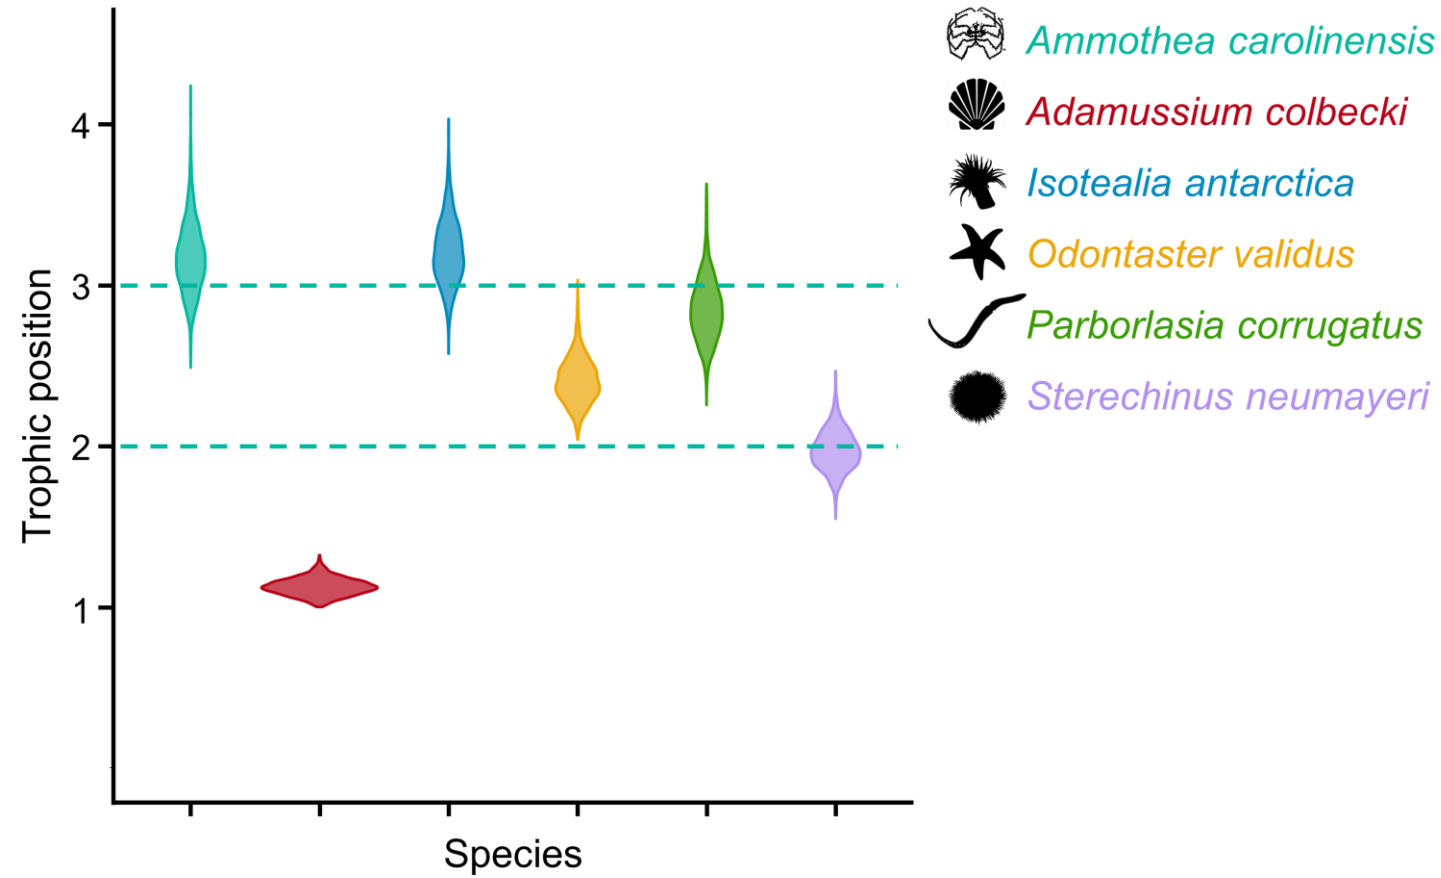 Trophic position
4
3
2
1
Species
Ammothea carolinensis
Adamussium colbecki
Isotealia antarctica
Odontaster validus
Parborlasia corrugatus
Sterechinus neumayeri